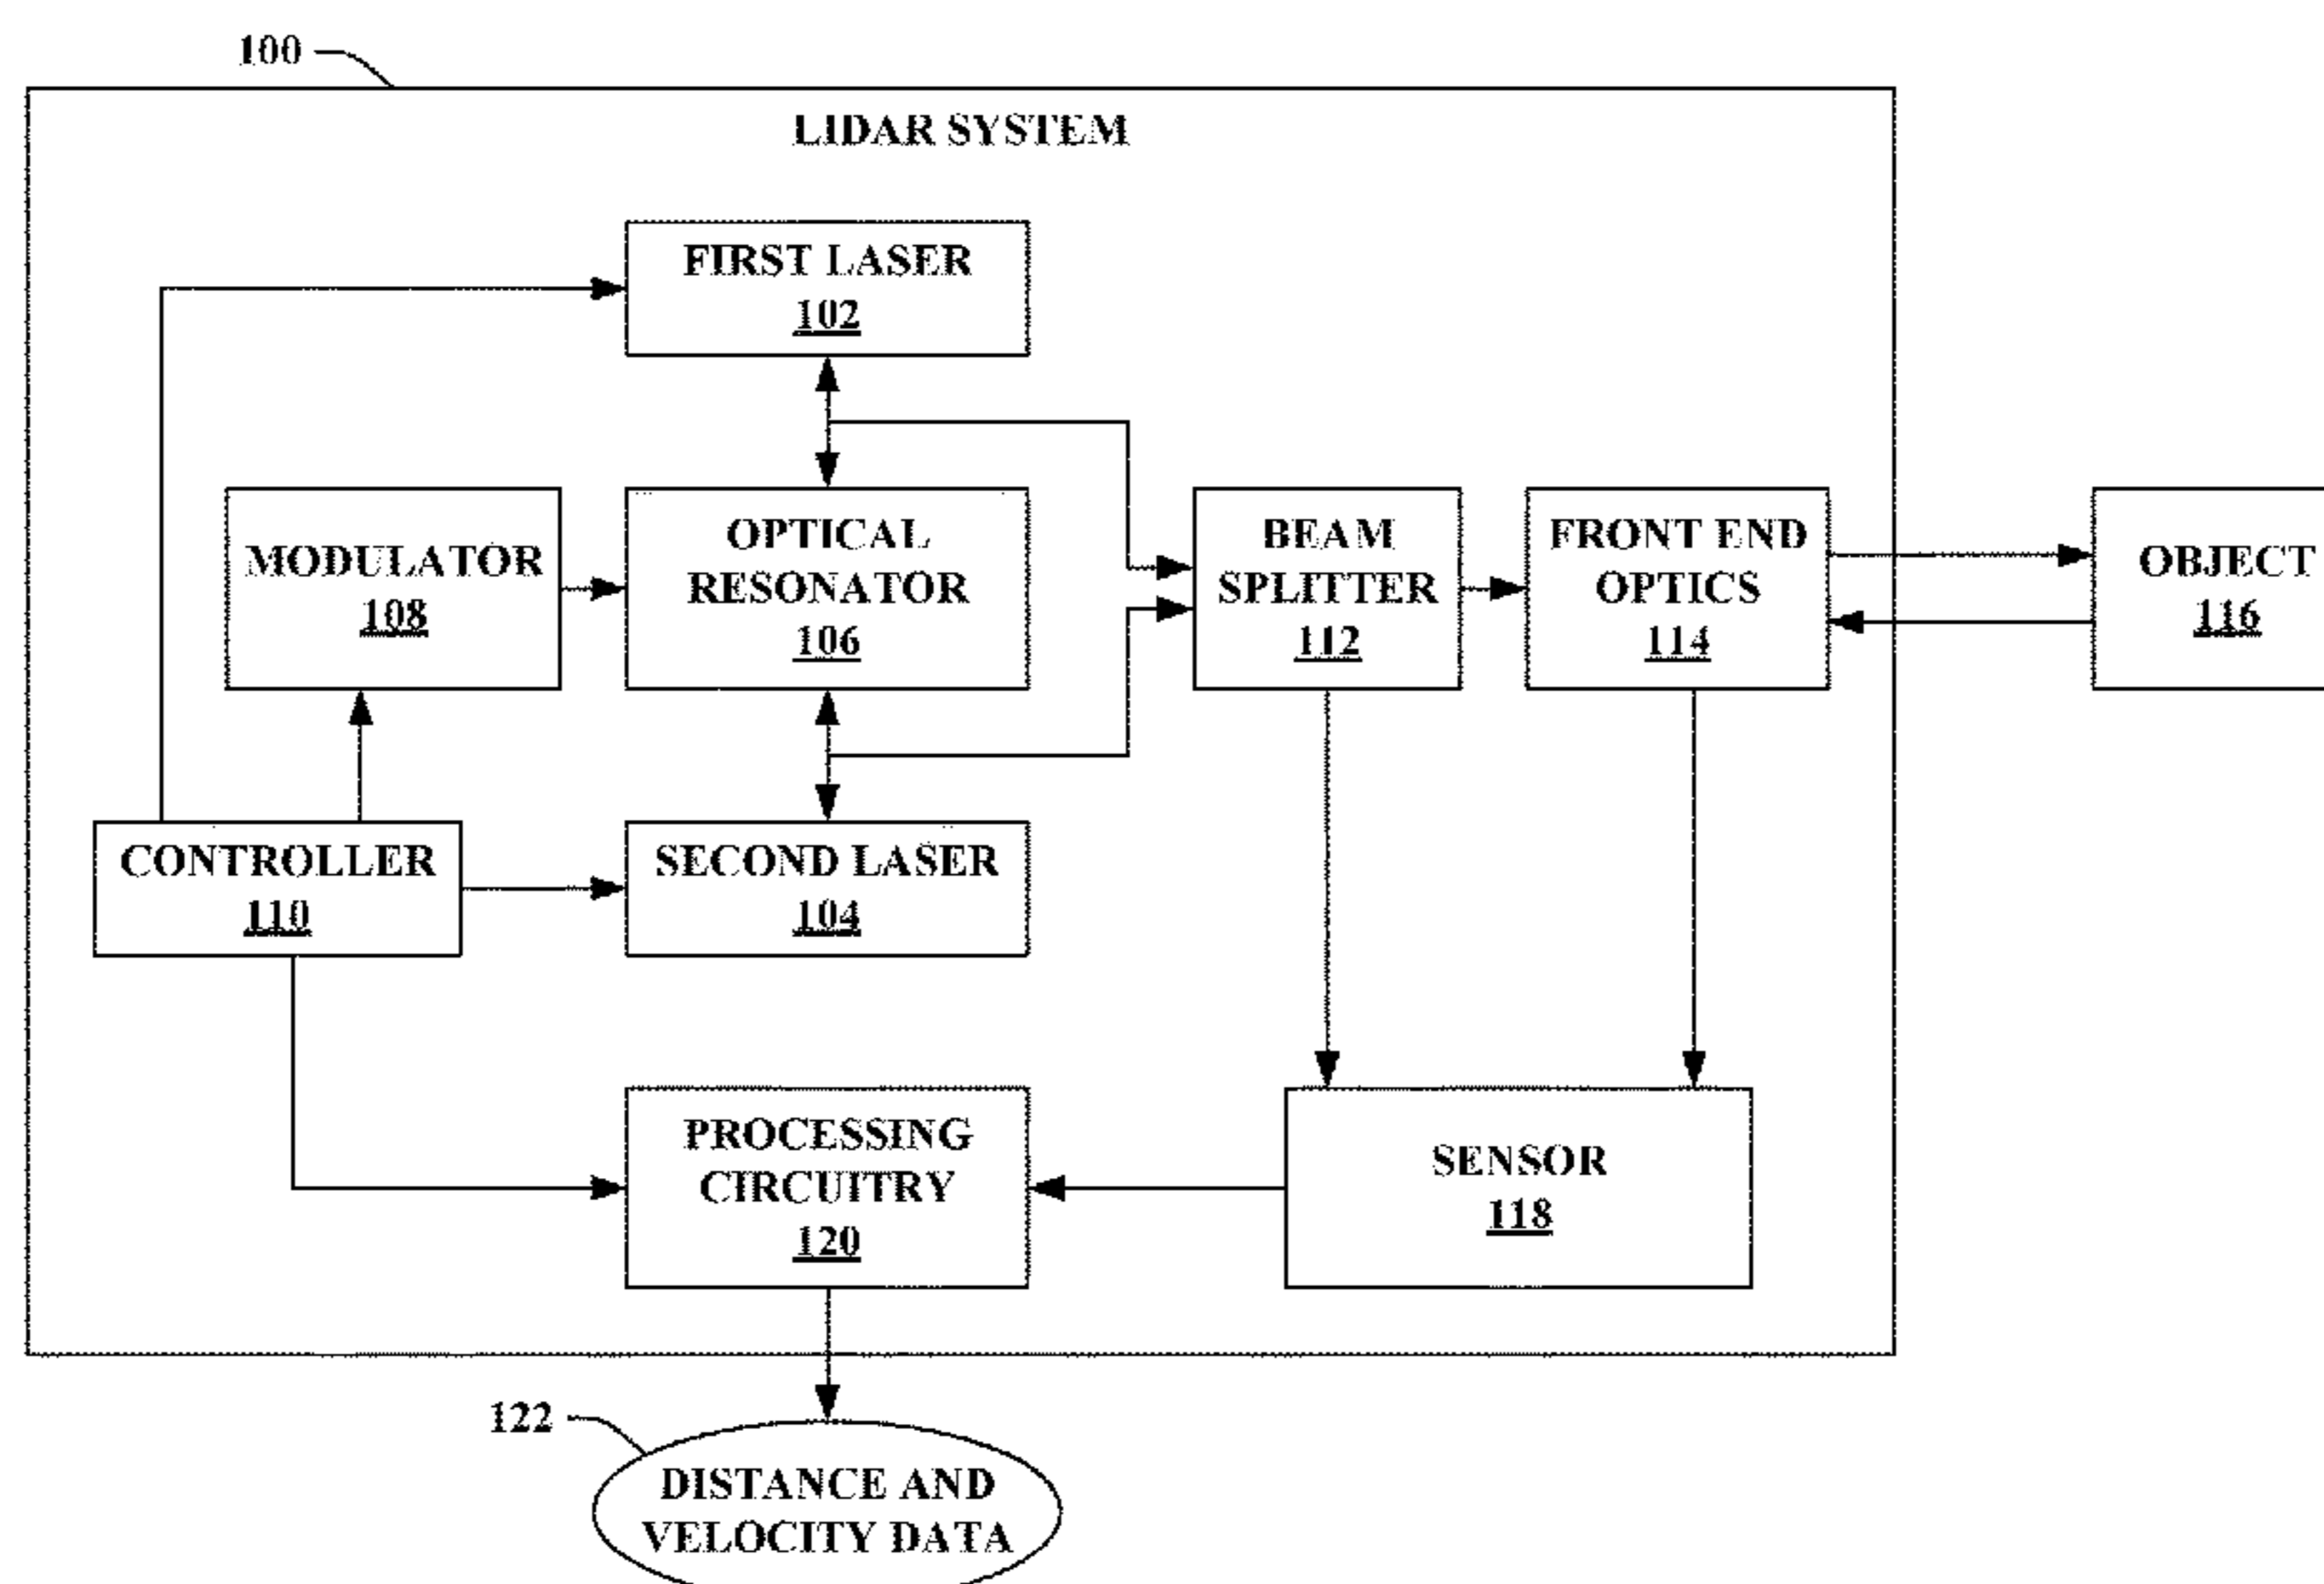 100
LIDAR SYSTEM
FIRST LASER
102
MODULATOR
108
OPTICAL
RESONATOR
106
BEAM
SPLITTER
112
FRONT END
OPTICS
114
OBJECT
116
CONTROLLER
110
SECOND LASER
104
PROCESSING
CIRCUITRY
120
SENSOR
118
122
DISTANCE AND
VELOCITY DATA